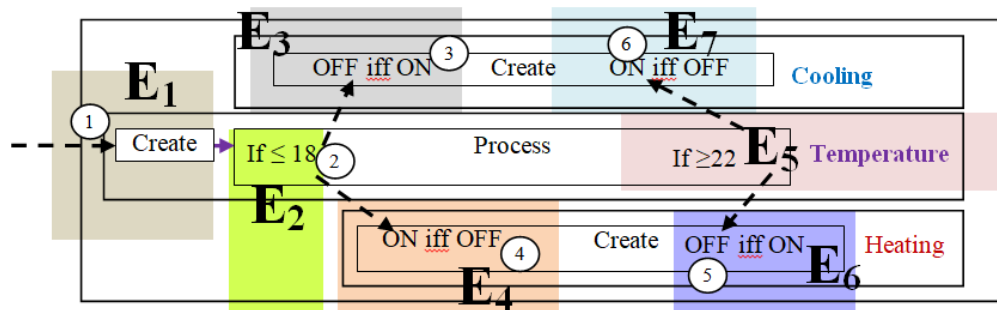 E3 3 6 E7
OFF iff ON Create ON iff OFF Cooling
E1
1
Create If ≤ 18 2 Process If ≥22 E5 Temperature
E2
ON iff OFF Create OFF iff ON Heating
4 5 E6
E4